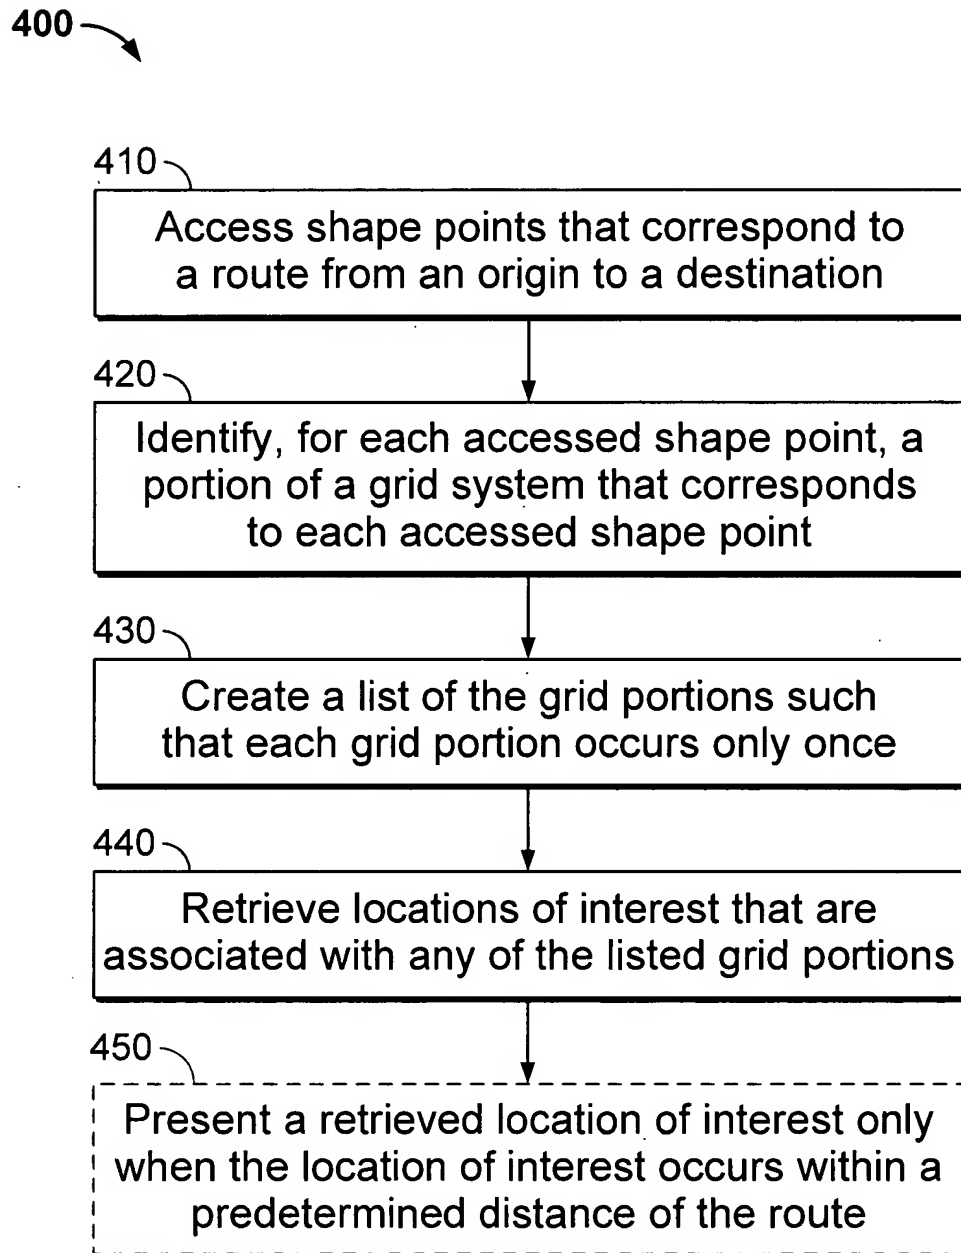 400
410
Access shape points that correspond to
a route from an origin to a destination
420
Identify, for each accessed shape point, a
portion of a grid system that corresponds
to each accessed shape point
430
Create a list of the grid portions such
that each grid portion occurs only once
440
Retrieve locations of interest that are
associated with any of the listed grid portions
450
Present a retrieved location of interest only
when the location of interest occurs within a
predetermined distance of the route